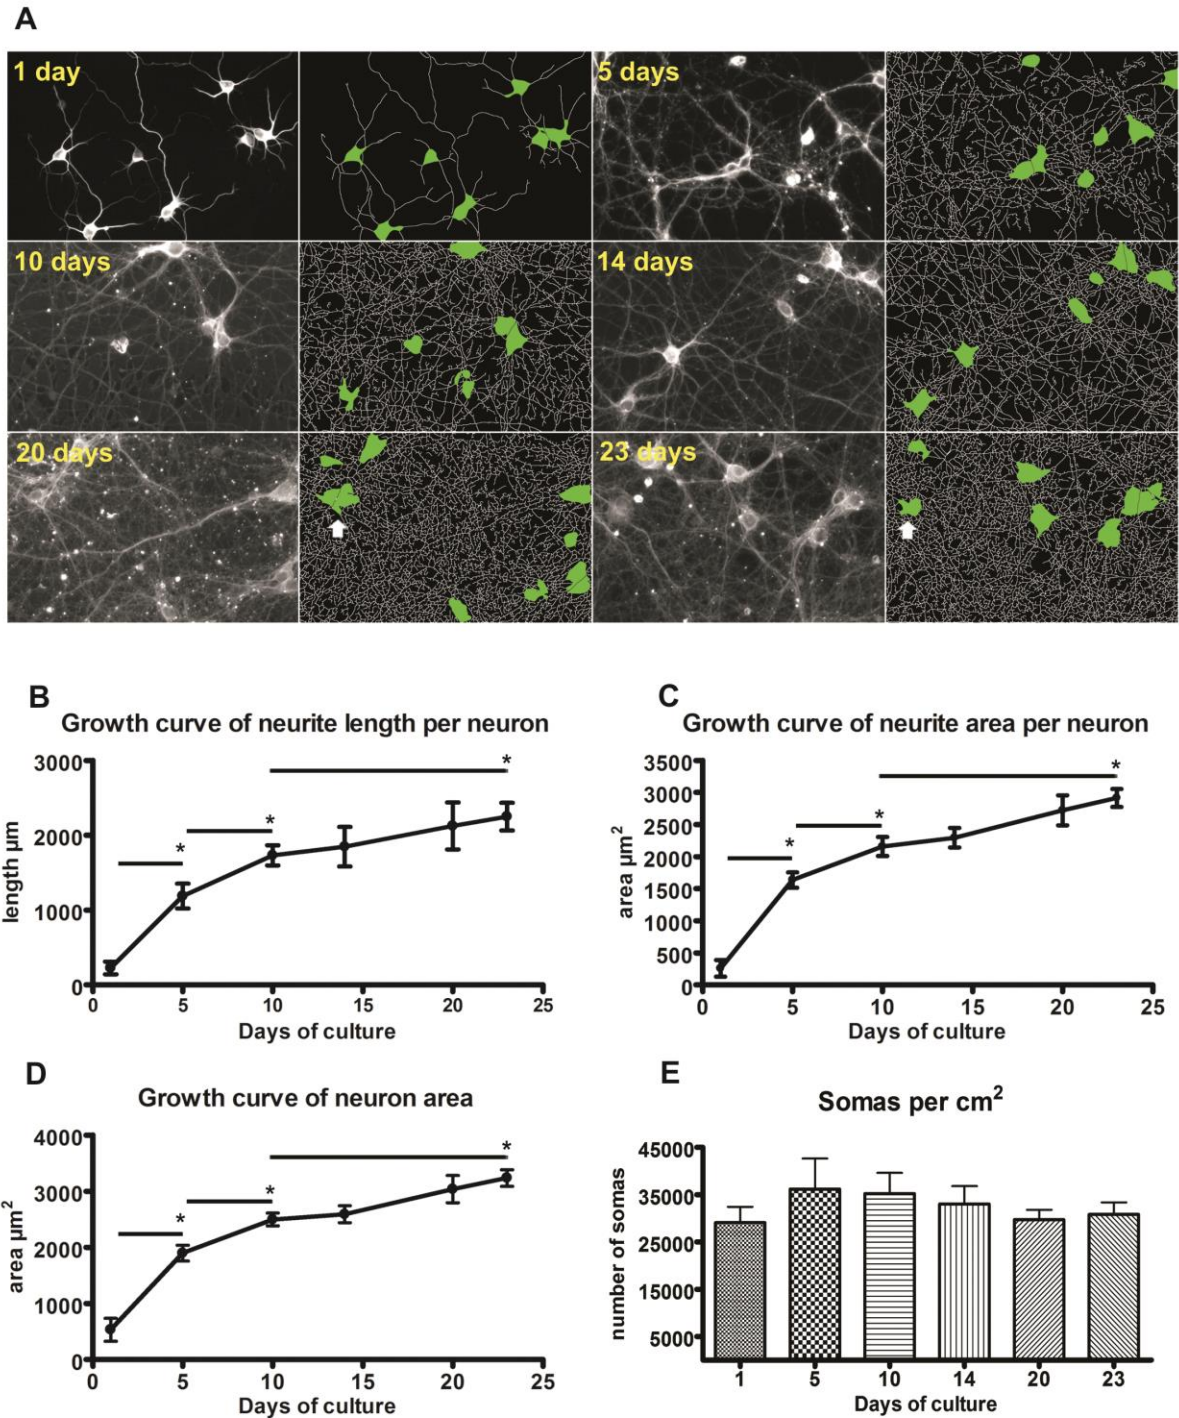 A
1 day
5 days
10 days
14 days
20 days
23 days
B
Growth curve of neurite length per neuron
length µm
3000
2000
1000
0
* * *
0 5 10 15 20 25
Days of culture
C
Growth curve of neurite area per neuron
area µm²
3500
3000
2500
2000
1500
1000
500
0
* * *
0 5 10 15 20 25
Days of culture
D
Growth curve of neuron area
area µm²
4000
3000
2000
1000
0
* * *
0 5 10 15 20 25
Days of culture
E
Somas per cm²
number of somas
45000
35000
25000
15000
5000
1 5 10 14 20 23
Days of culture